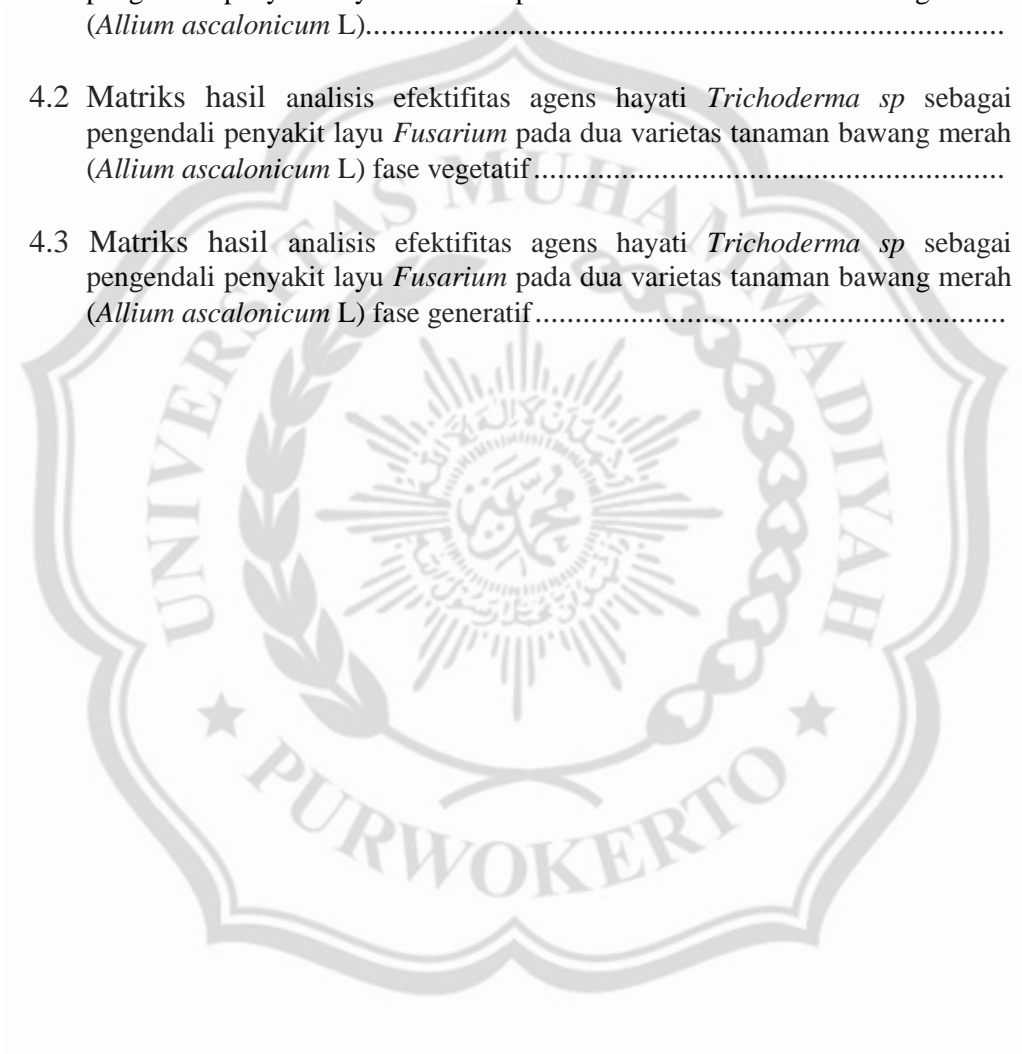 (Allium ascalonicum L)................................................................................
4.2 Matriks hasil analisis efektifitas agens hayati Trichoderma sp sebagai
pengendali penyakit layu Fusarium pada dua varietas tanaman bawang merah
(Allium ascalonicum L) fase vegetatif...........................................................
4.3 Matriks hasil analisis efektifitas agens hayati Trichoderma sp sebagai
pengendali penyakit layu Fusarium pada dua varietas tanaman bawang merah
(Allium ascalonicum L) fase generatif...........................................................
UNIVERSITAS MUHAMMADIYAH
PURWOKERTO